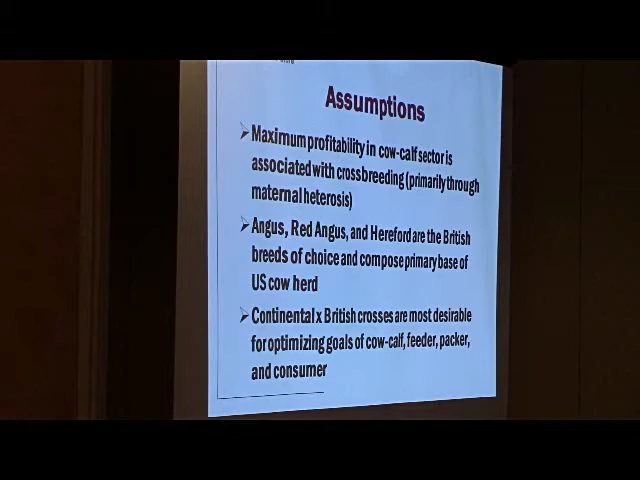 Assumptions
➢ Maximum profitability in cow-calf sector is
associated with crossbreeding (primarily through
maternal heterosis)
➢ Angus, Red Angus, and Hereford are the British
breeds of choice and compose primary base of
US cow herd
➢ Continental x British crosses are most desirable
for optimizing goals of cow-calf, feeder, packer,
and consumer